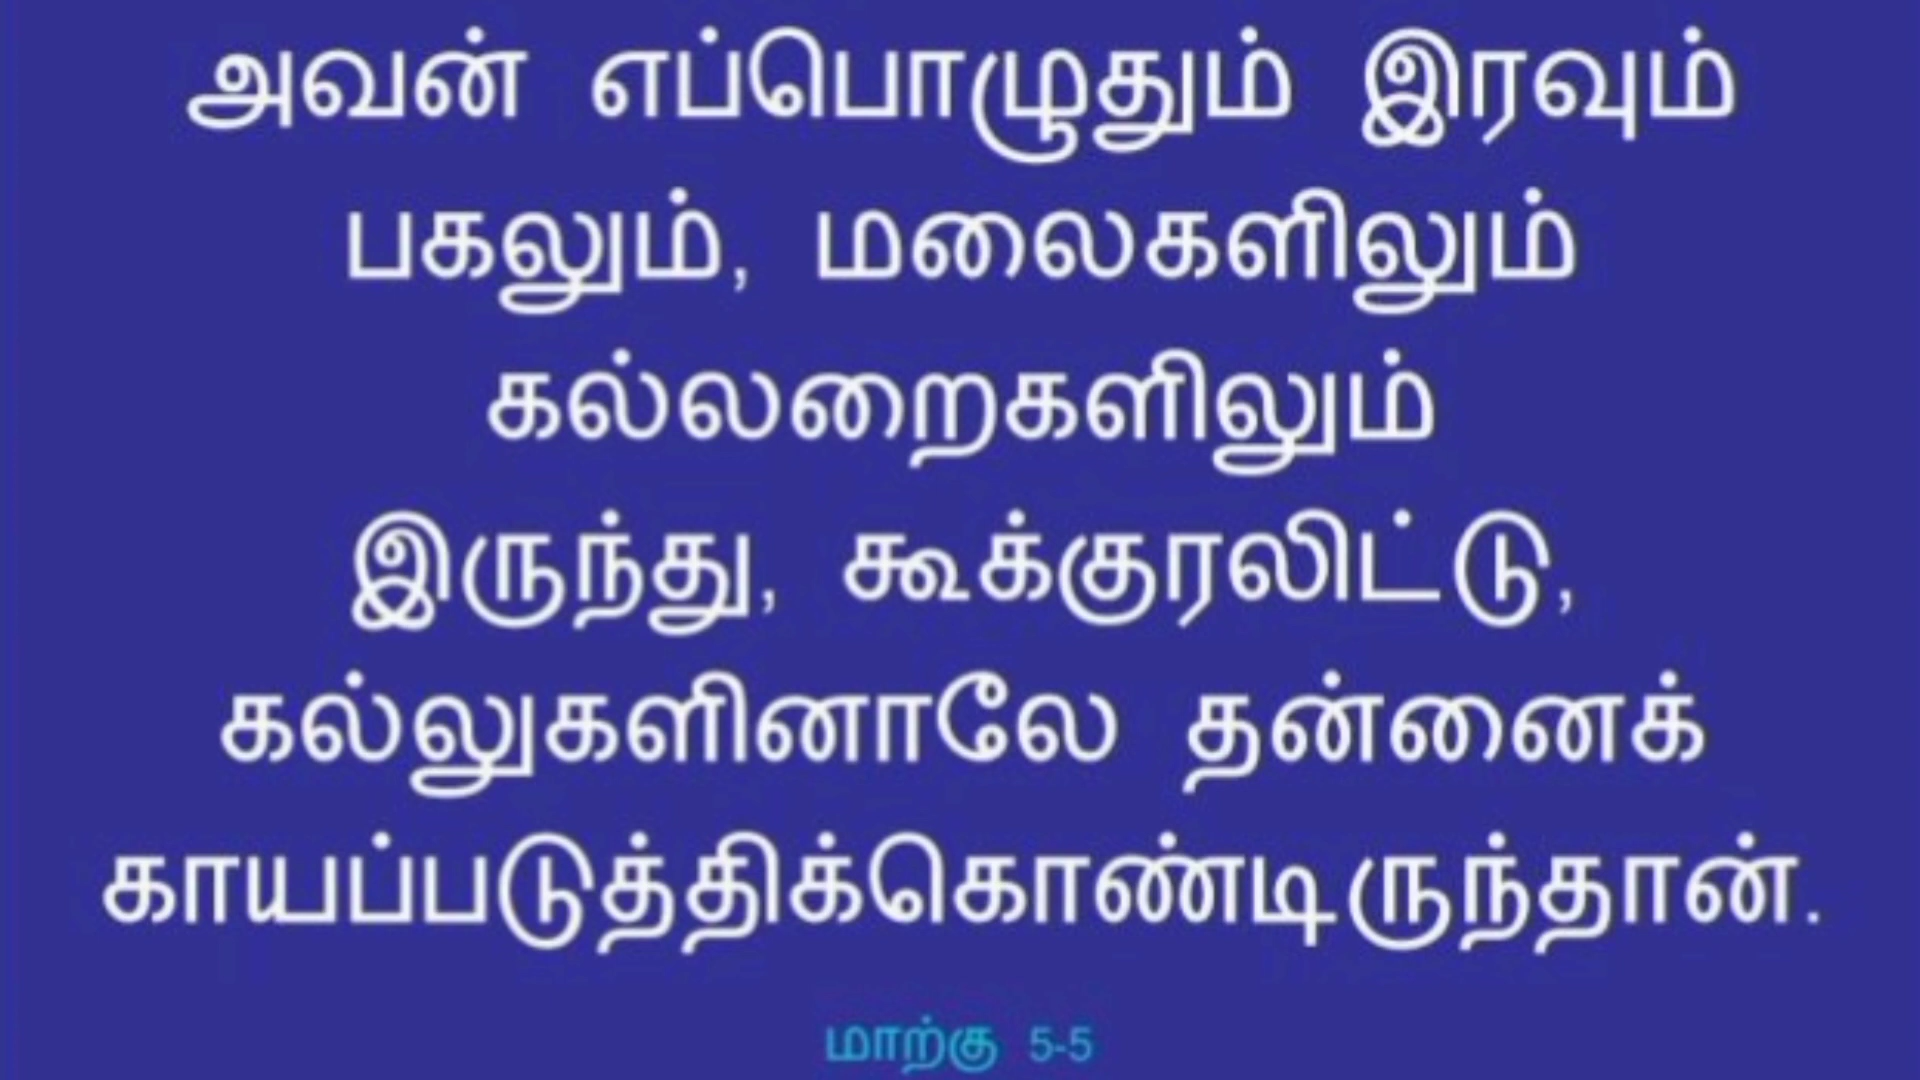 அவன் எப்பொழுதும் இரவும்
பகலும், மலைகளிலும்
கல்லறைகளிலும்
இருந்து, கூக்குரலிட்டு,
கல்லுகளினாலே தன்னைக்
காயப்படுத்திக்கொண்டிருந்தான்.
மாற்கு 5-5